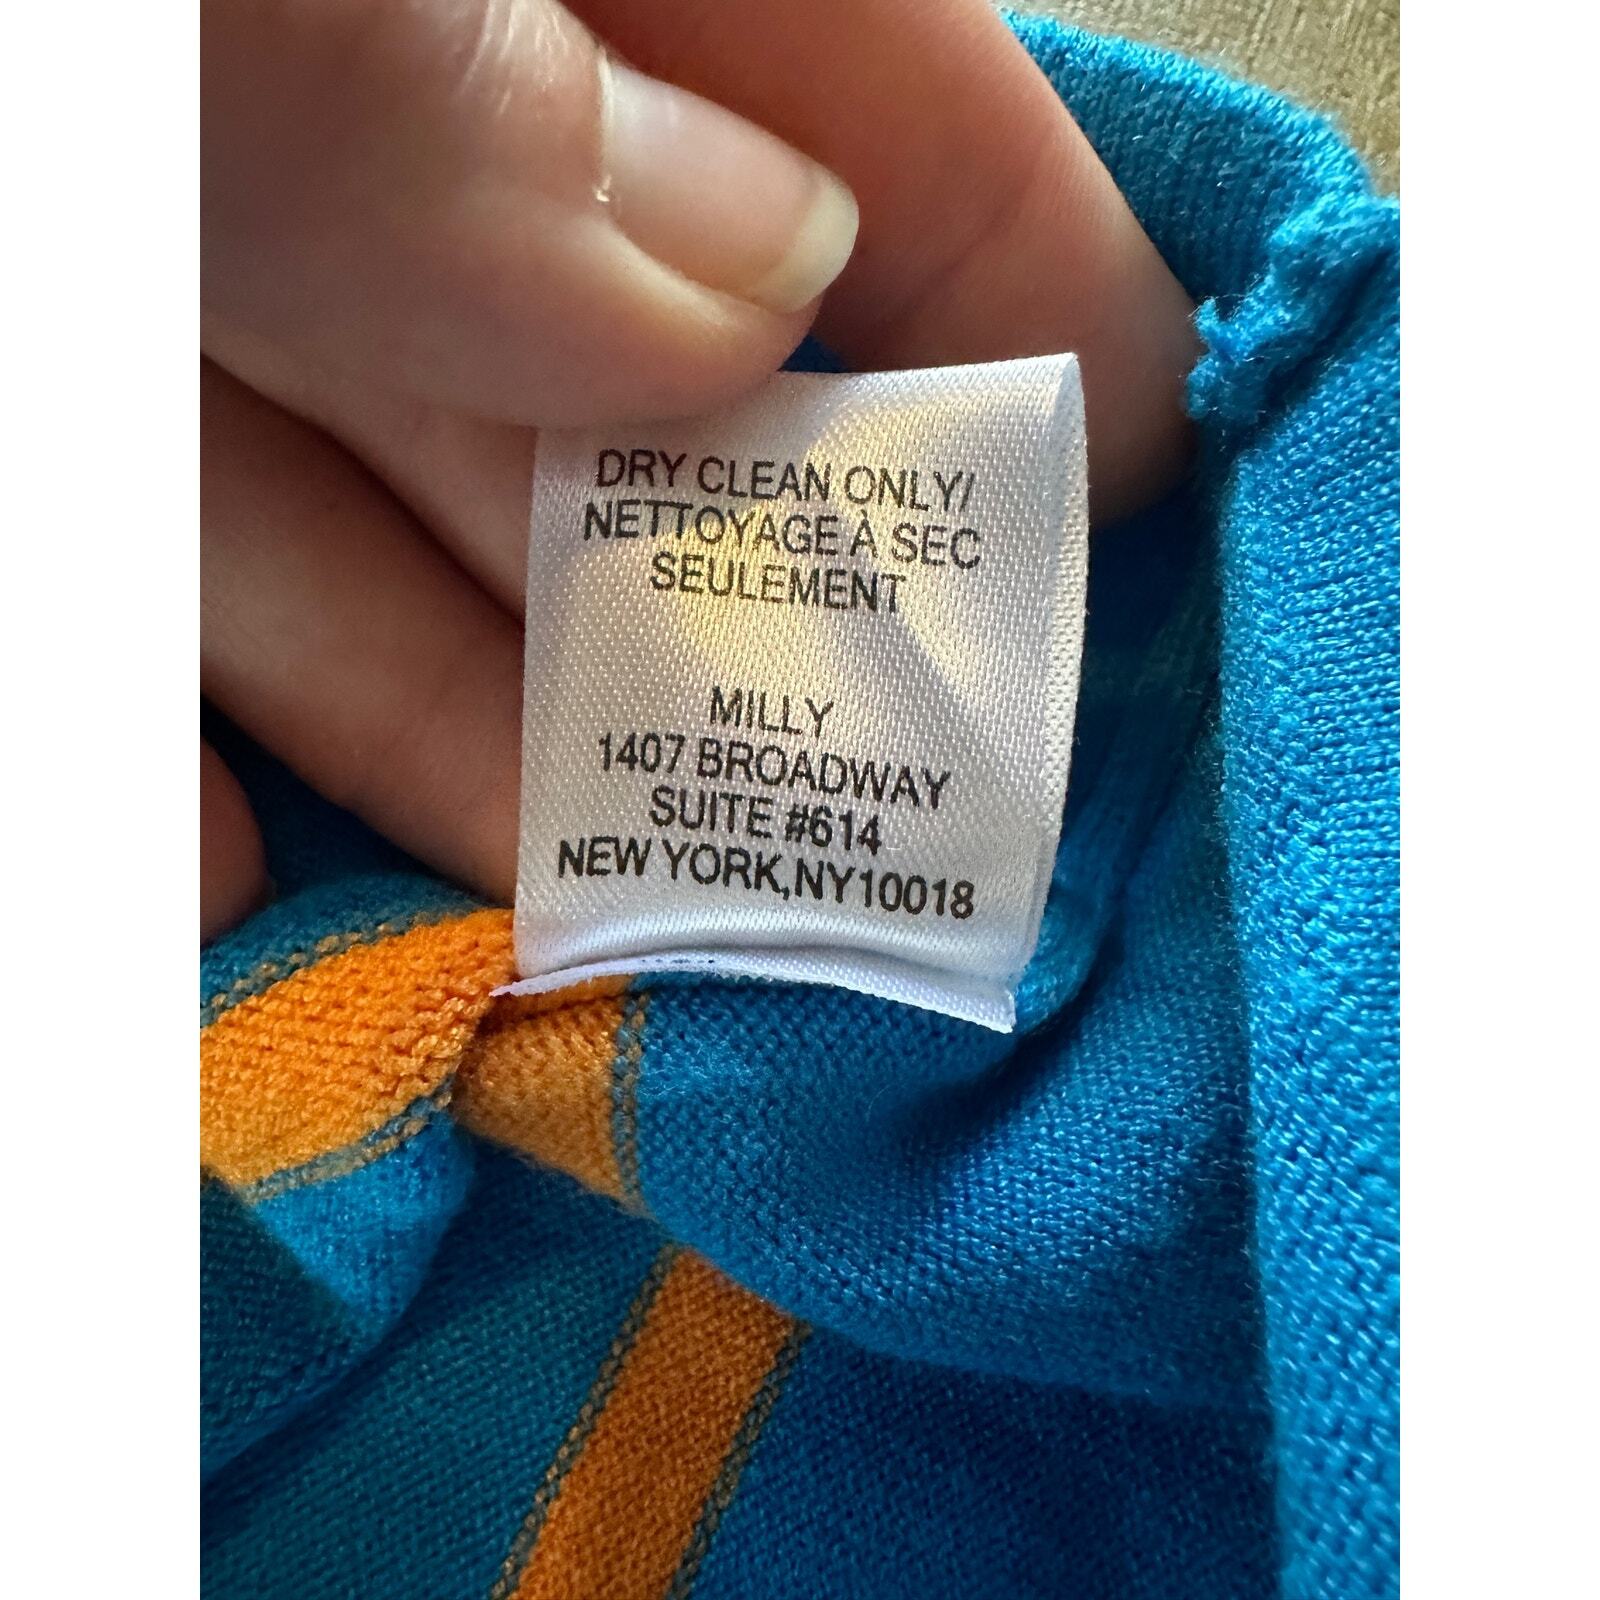 DRY CLEAN ONLY/
NETTOYAGE À SEC
SEULEMENT
MILLY
1407 BROADWAY
SUITE #614
NEW YORK,NY10018